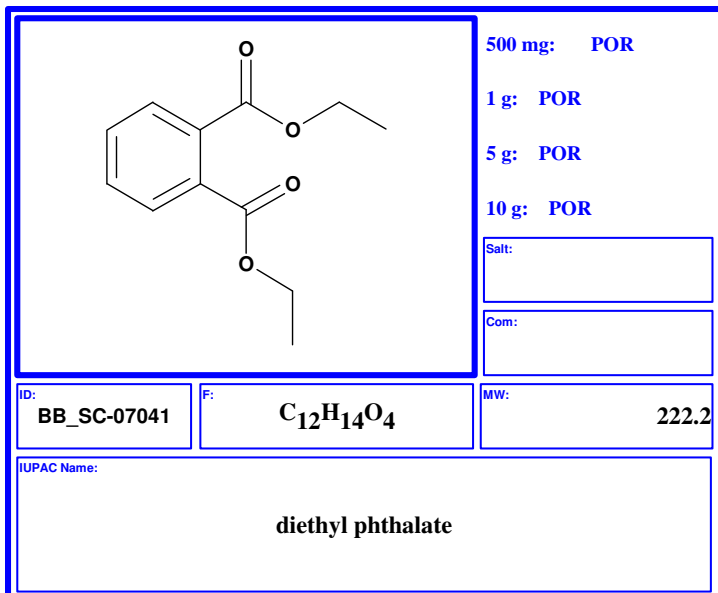 O
O
O
O
500 mg: POR
1 g: POR
5 g: POR
10 g: POR
Salt:
Com:
ID:
BB_SC-07041
F:
C12H14O4
MW:
222.2
IUPAC Name:
diethyl phthalate